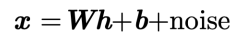 x = Wh+b+noise